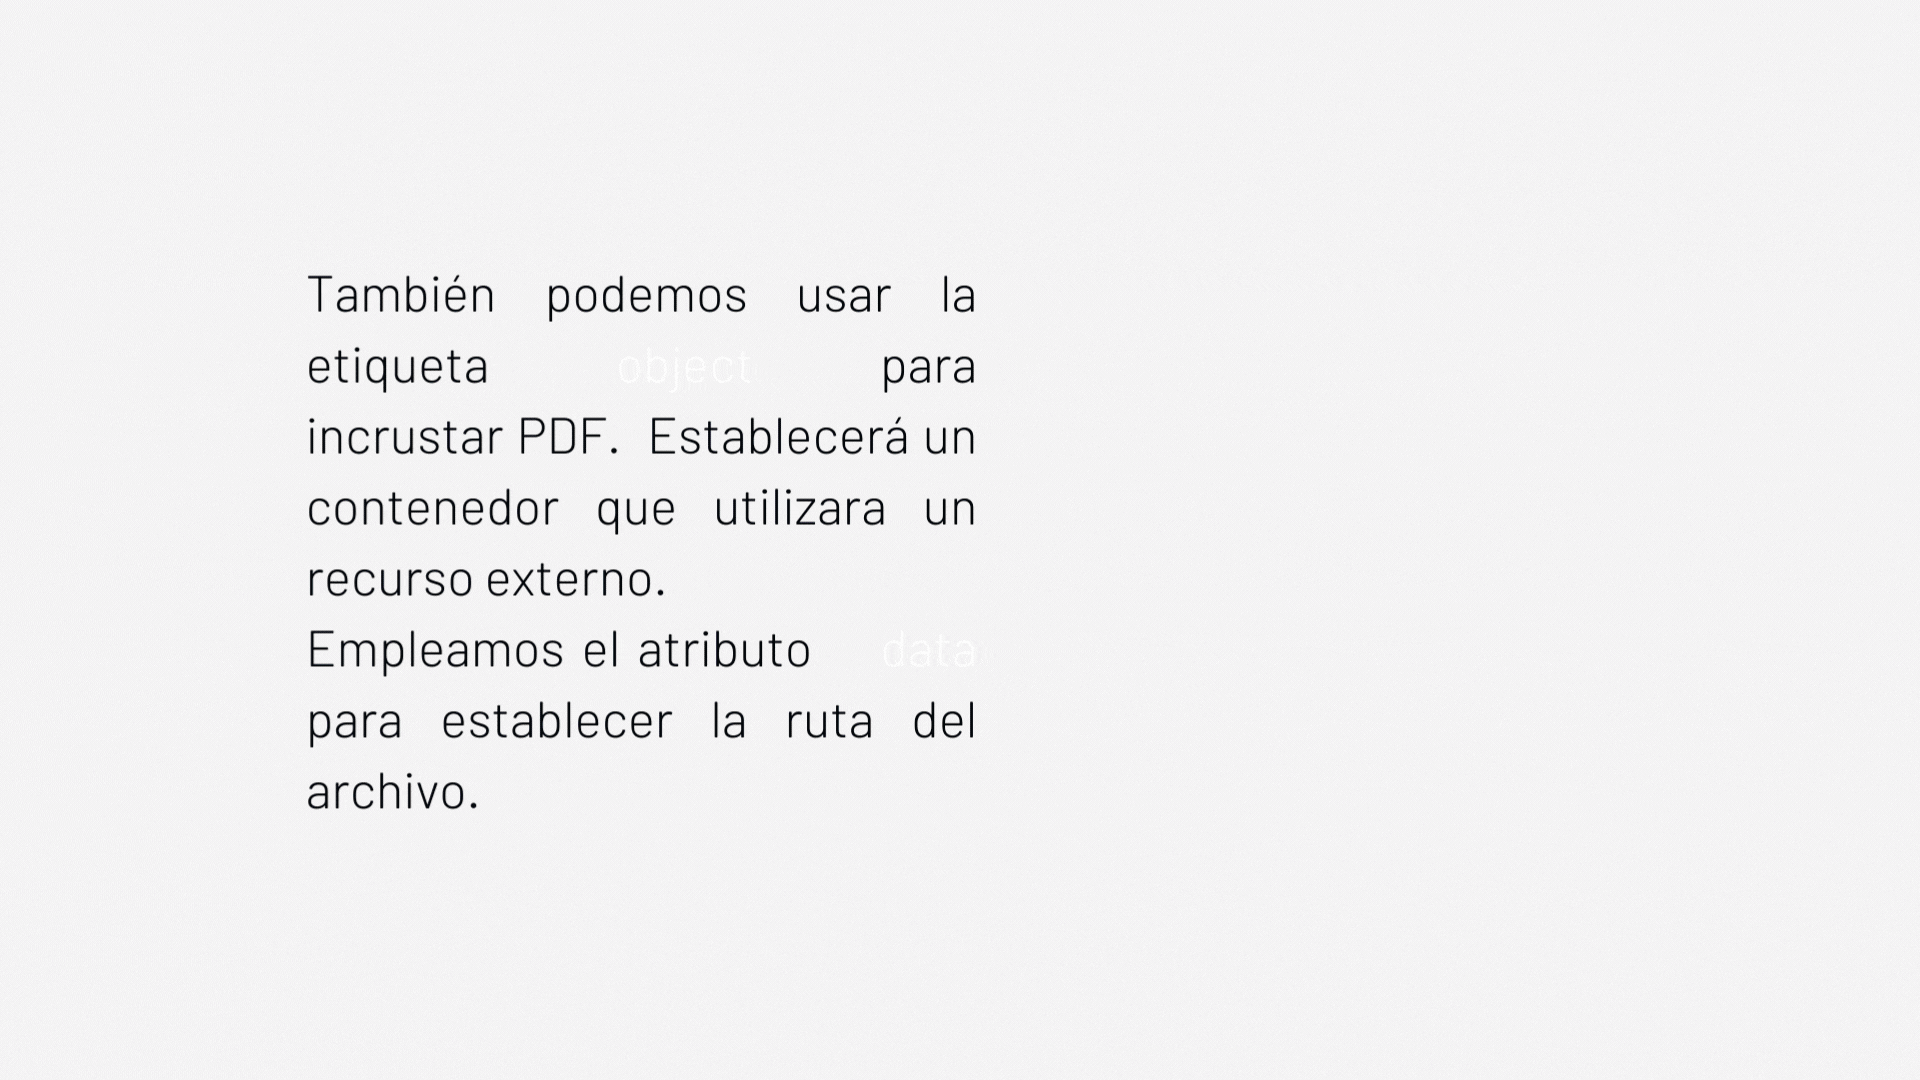 También podemos usar la
etiqueta object para
incrustar PDF. Establecerá un
contenedor que utilizara un
recurso externo.
Empleamos el atributo data
para establecer la ruta del
archivo.